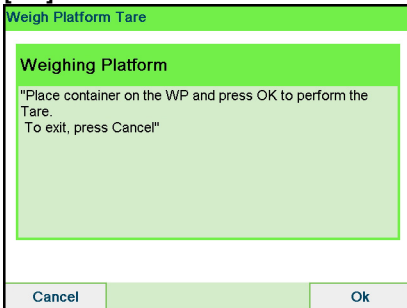 Weigh Platform Tare
Weighing Platform
"Place container on the WP and press OK to perform the
Tare.
To exit, press Cancel"
Cancel
Ok